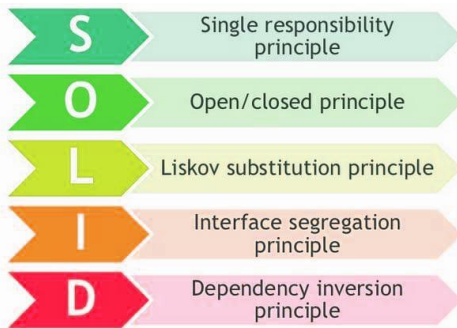 S
Single responsibility
principle
O
Open/closed principle
L
Liskov substitution principle
I
Interface segregation
principle
D
Dependency inversion
principle